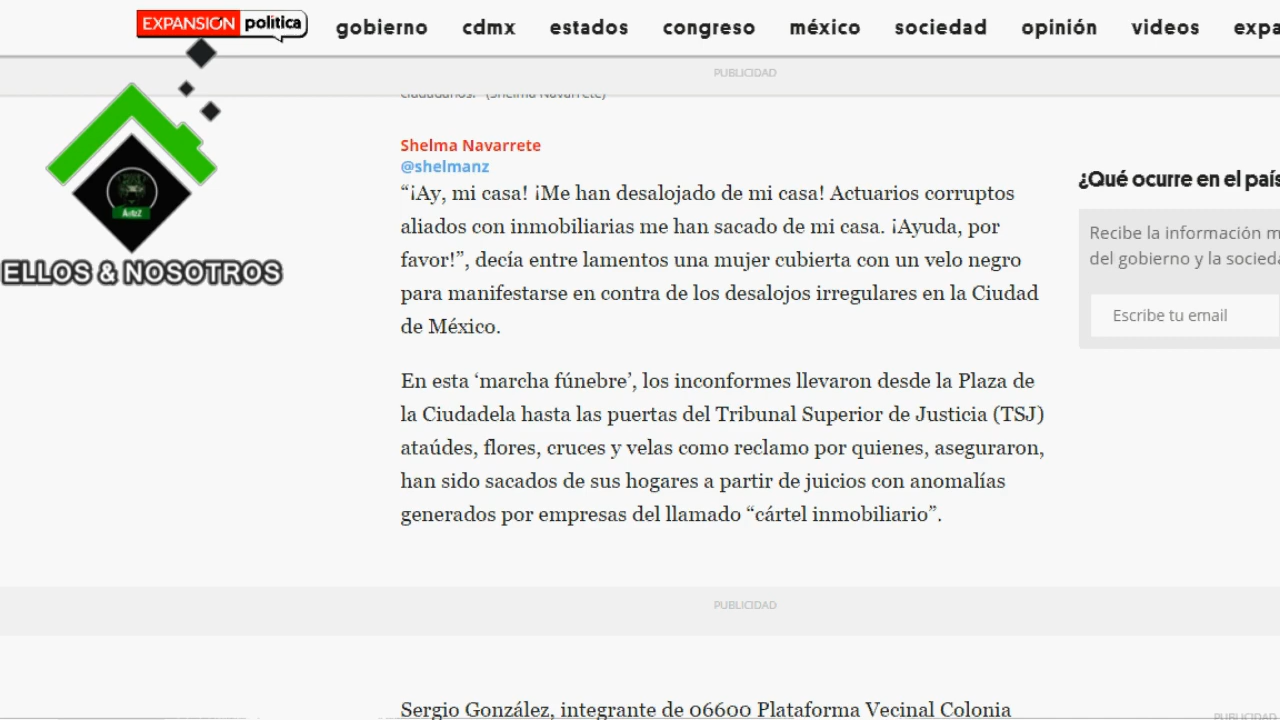 EXPANSIÓN política gobierno cdmx estados congreso méxico sociedad opinión videos expa
PUBLICIDAD
ciudadanos. (Shelma Navarrete)
Shelma Navarrete
@shelmanz
“¡Ay, mi casa! ¡Me han desalojado de mi casa! Actuarios corruptos
aliados con inmobiliarias me han sacado de mi casa. ¡Ayuda, por
favor!”, decía entre lamentos una mujer cubierta con un velo negro
para manifestarse en contra de los desalojos irregulares en la Ciudad
de México.
En esta ‘marcha fúnebre’, los inconformes llevaron desde la Plaza de
la Ciudadela hasta las puertas del Tribunal Superior de Justicia (TSJ)
ataúdes, flores, cruces y velas como reclamo por quienes, aseguraron,
han sido sacados de sus hogares a partir de juicios con anomalías
generados por empresas del llamado “cártel inmobiliario”.
PUBLICIDAD
Sergio González, integrante de 06600 Plataforma Vecinal Colonia
¿Qué ocurre en el país
Recibe la información m
del gobierno y la socieda
Escribe tu email
PUBLICIDAD
ELLOS & NOSOTROS